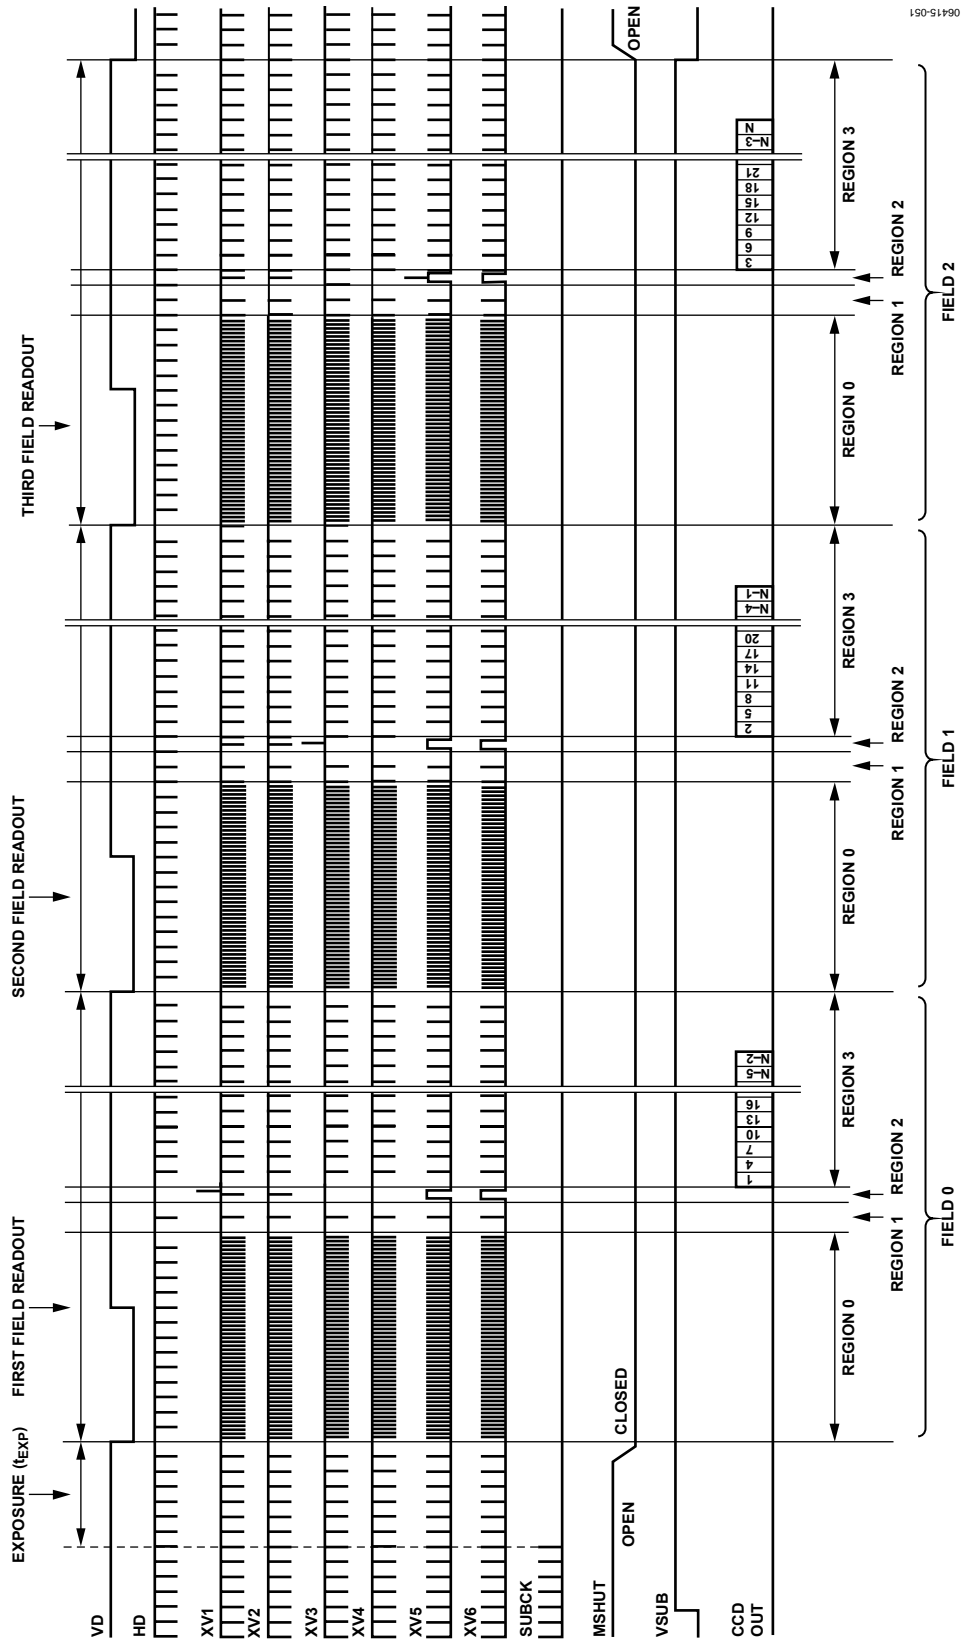 EXPOSURE (tEXP)
FIRST FIELD READOUT
SECOND FIELD READOUT
THIRD FIELD READOUT
VD
HD
XV1
XV2
XV3
XV4
XV5
XV6
SUBCK
MSHUT
OPEN
CLOSED
OPEN
VSUB
CCD
OUT
1 4 7 10 13 16 N–5 N–2
2 5 8 11 14 17 20 N–4 N–1
3 6 9 12 15 18 21 N–3 N
REGION 0
REGION 3
REGION 0
REGION 3
REGION 0
REGION 3
REGION 1
REGION 2
REGION 1
REGION 2
REGION 1
REGION 2
FIELD 0
FIELD 1
FIELD 2
06415-051